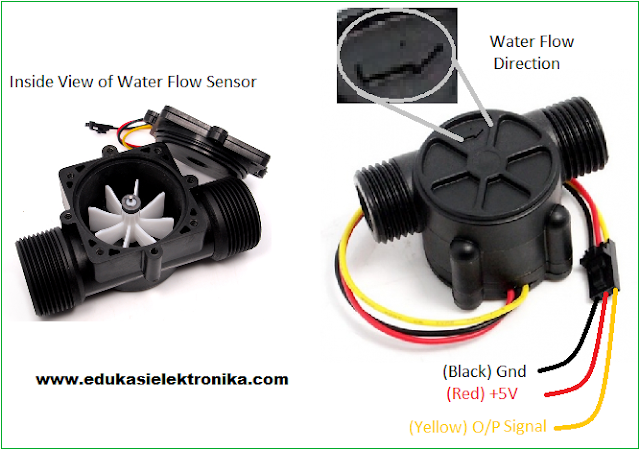 Water Flow
Direction
Inside View of Water Flow Sensor
(Black) Gnd
(Red) +5V
(Yellow) O/P Signal
www.edukasielektronika.com